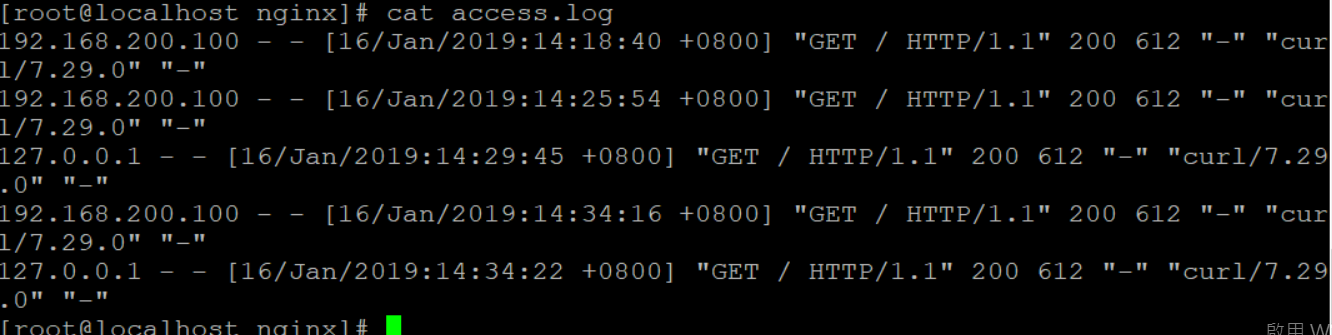 [root@localhost nginx]# cat access.log
192.168.200.100 - - [16/Jan/2019:14:18:40 +0800] "GET / HTTP/1.1" 200 612 "-" "cur
l/7.29.0" "-"
192.168.200.100 - - [16/Jan/2019:14:25:54 +0800] "GET / HTTP/1.1" 200 612 "-" "cur
l/7.29.0" "-"
127.0.0.1 - - [16/Jan/2019:14:29:45 +0800] "GET / HTTP/1.1" 200 612 "-" "curl/7.29
.0" "-"
192.168.200.100 - - [16/Jan/2019:14:34:16 +0800] "GET / HTTP/1.1" 200 612 "-" "cur
l/7.29.0" "-"
127.0.0.1 - - [16/Jan/2019:14:34:22 +0800] "GET / HTTP/1.1" 200 612 "-" "curl/7.29
.0" "-"
[root@localhost nginx]#
啟用 W